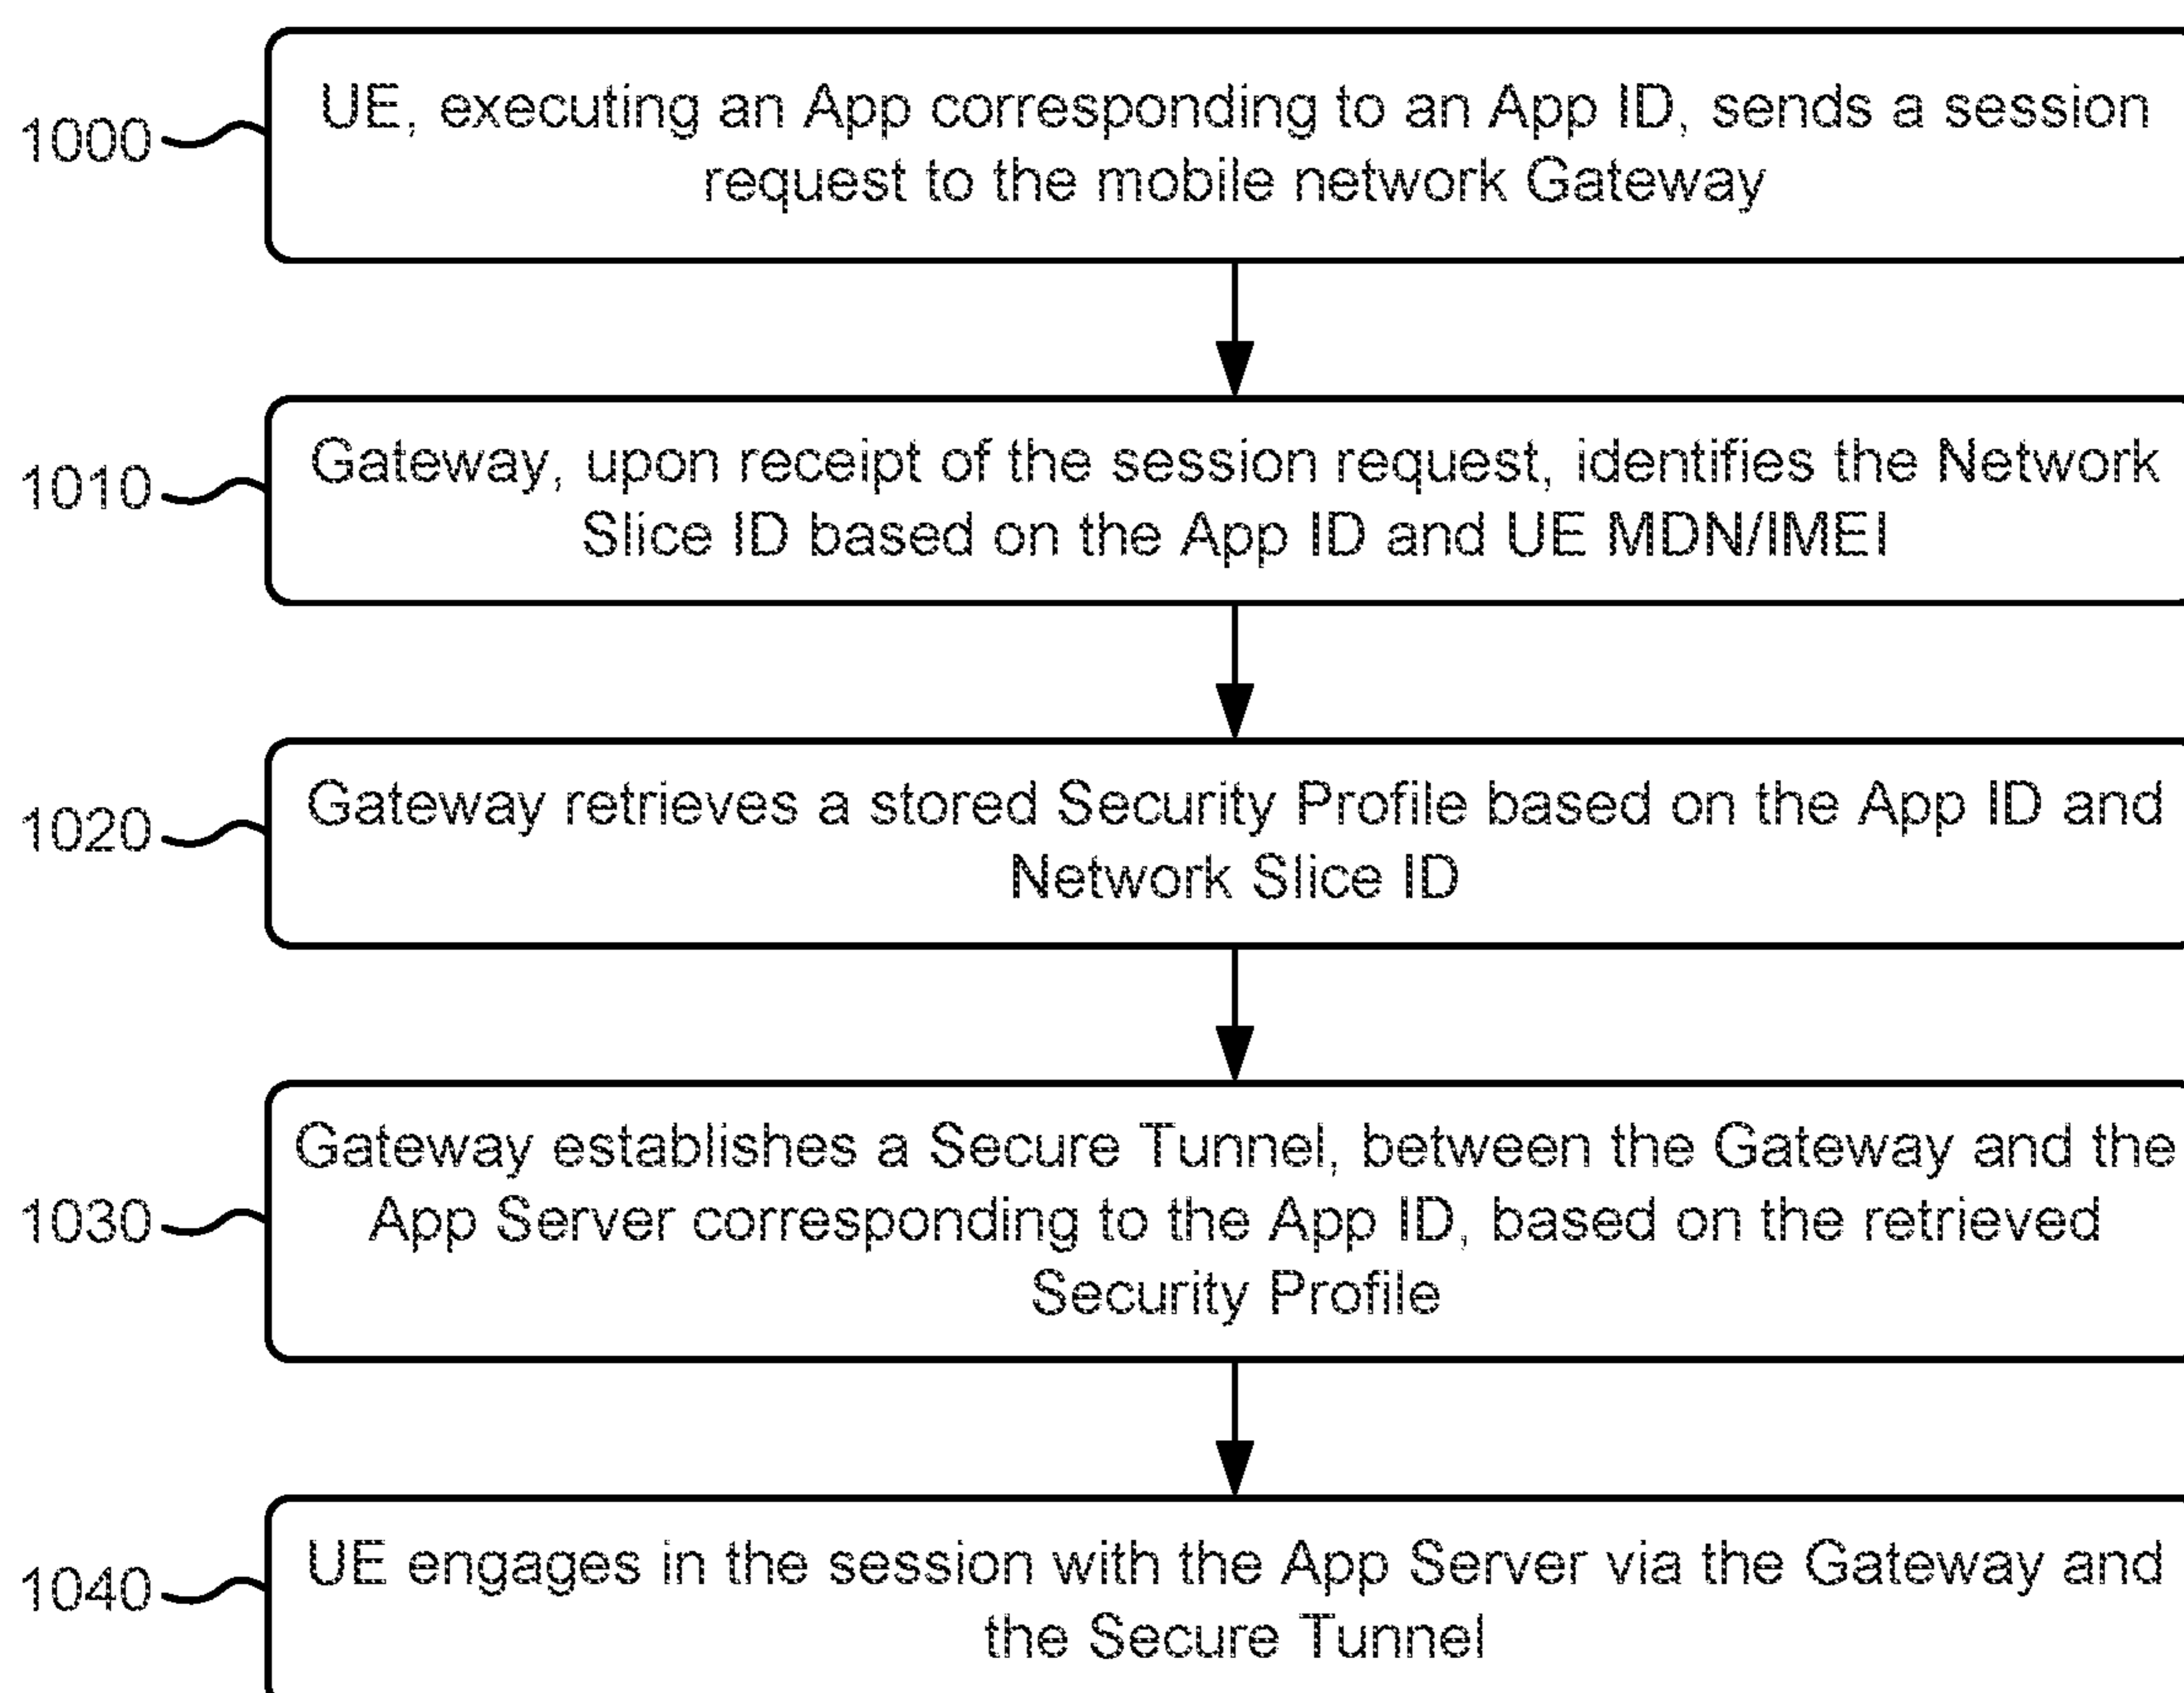 1000
UE, executing an App corresponding to an App ID, sends a session
request to the mobile network Gateway
1010
Gateway, upon receipt of the session request, identifies the Network
Slice ID based on the App ID and UE MDN/IMEI
1020
Gateway retrieves a stored Security Profile based on the App ID and
Network Slice ID
1030
Gateway establishes a Secure Tunnel, between the Gateway and the
App Server corresponding to the App ID, based on the retrieved
Security Profile
1040
UE engages in the session with the App Server via the Gateway and
the Secure Tunnel